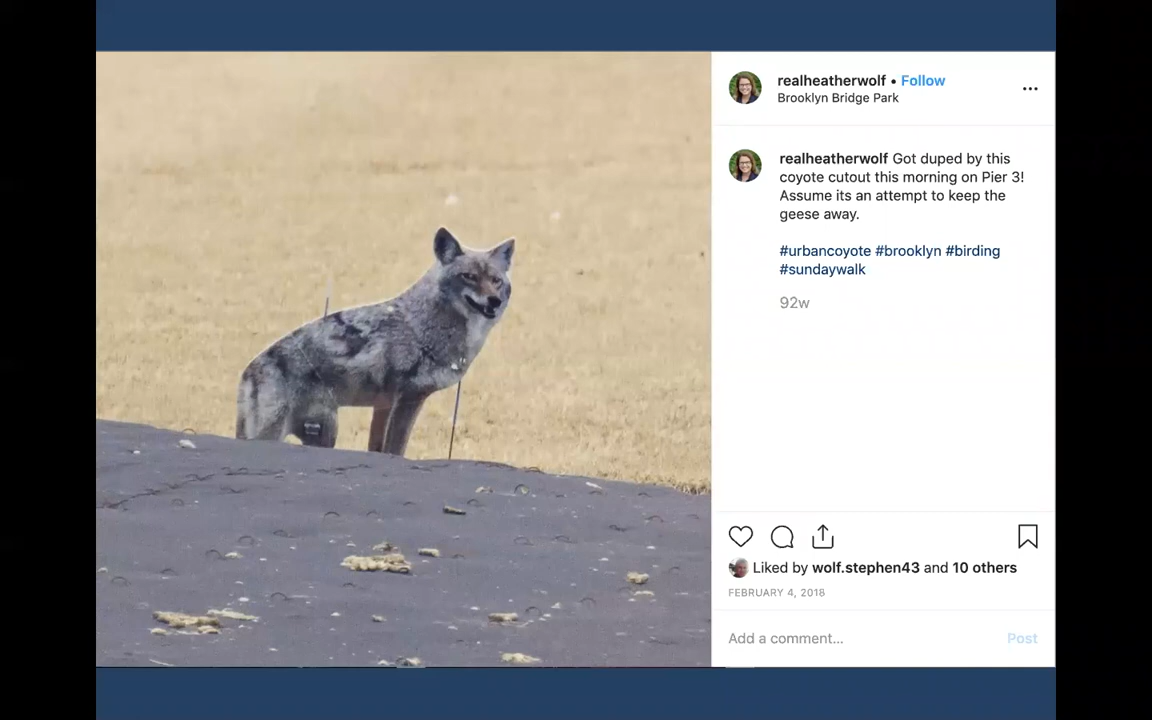 realheatherwolf • Follow
Brooklyn Bridge Park
realheatherwolf Got duped by this
coyote cutout this morning on Pier 3!
Assume its an attempt to keep the
geese away.
#urbancoyote #brooklyn #birding
#sundaywalk
92w
Liked by wolf.stephen43 and 10 others
FEBRUARY 4, 2018
Add a comment...
Post